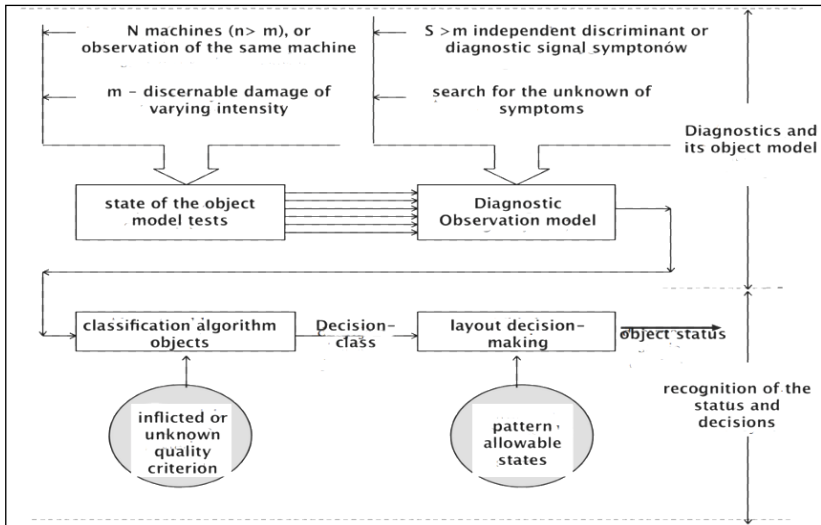 N machines (n> m), or
observation of the same machine
m – discernable damage of
varying intensity
S >m independent discriminant or
diagnostic signal symptonów
search for the unknown of
symptoms
Diagnostics and
its object model
state of the object
model tests
Diagnostic
Observation model
classification algorithm
objects
Decision-
class
layout decision-
making
object status
inflicted or
unknown
quality
criterion
pattern,
allowable
states
recognition of the
status and
decisions